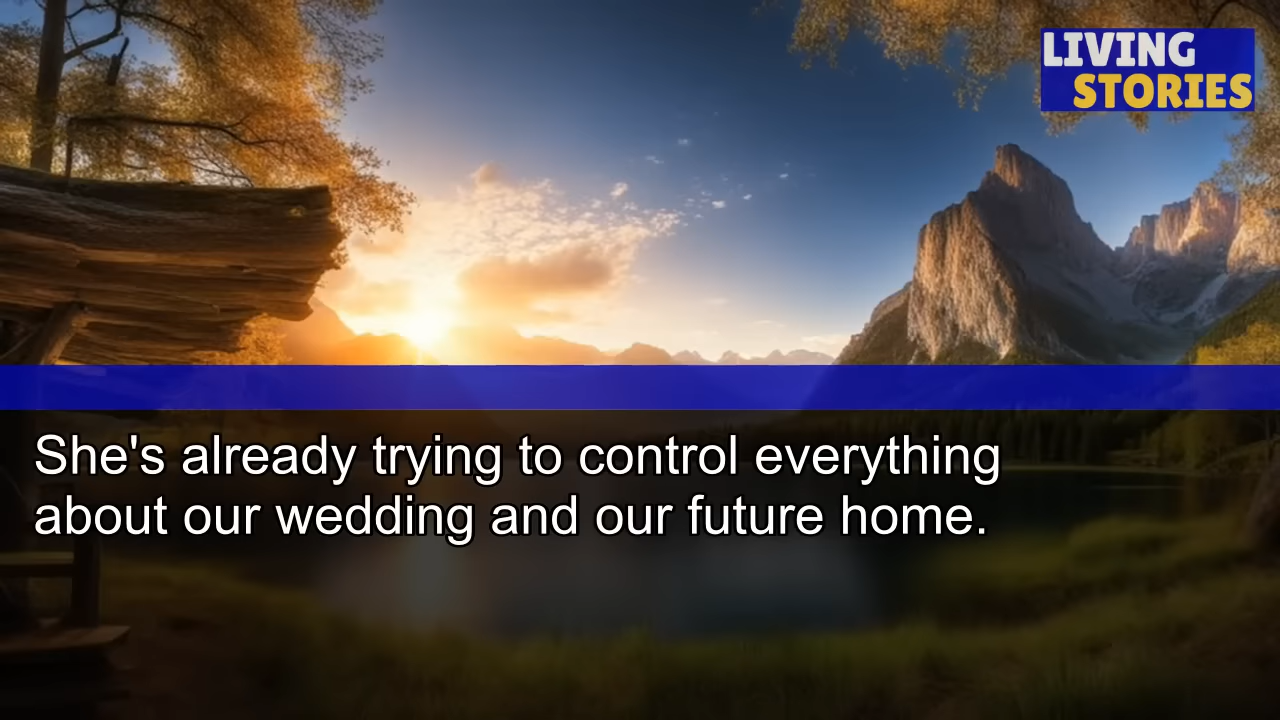 LIVING
STORIES
She's already trying to control everything
about our wedding and our future home.